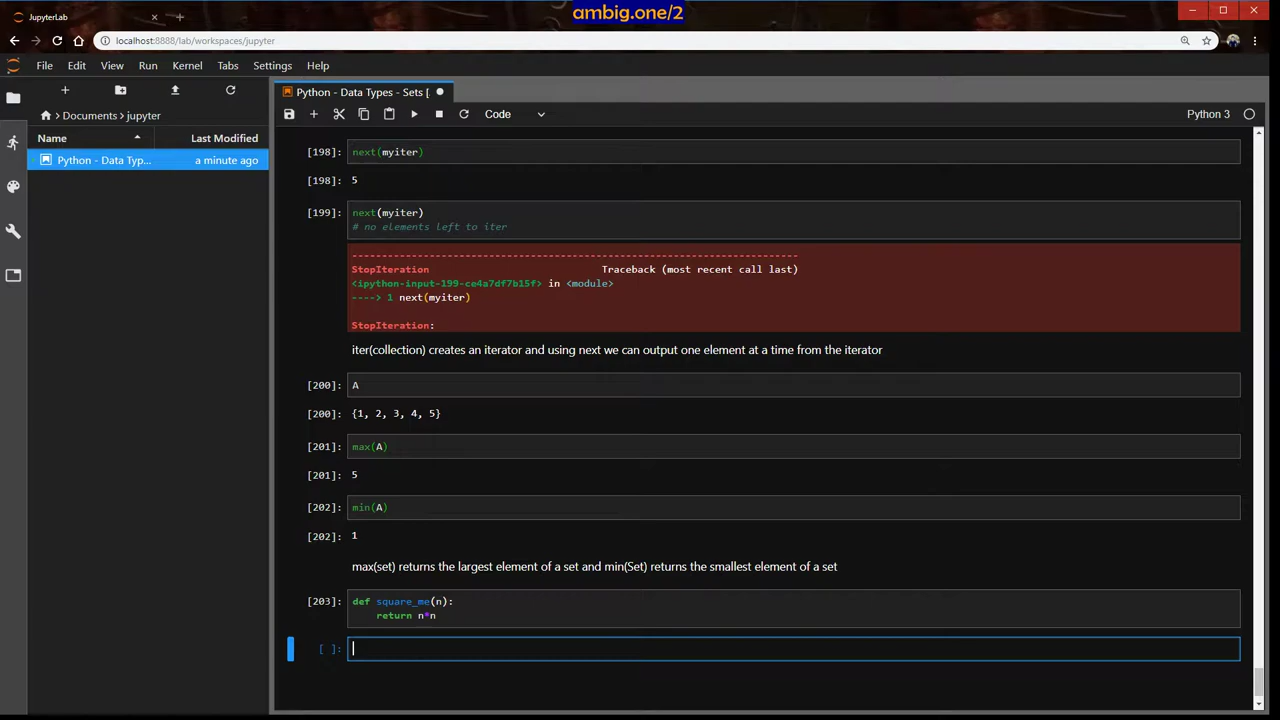 JupyterLab
ambig.one/2
localhost:8888/lab/workspaces/jupyter
File Edit View Run Kernel Tabs Settings Help
Python - Data Types - Sets [
Code
Python 3
Documents jupyter
Name Last Modified
Python - Data Typ... a minute ago
[198]: next(myiter)
[198]: 5
[199]: next(myiter)
# no elements left to iter
---------------------------------------------------------------------------
StopIteration Traceback (most recent call last)
<ipython-input-199-ce4a7df7b15f> in <module>
----> 1 next(myiter)
StopIteration:
iter(collection) creates an iterator and using next we can output one element at a time from the iterator
[200]: A
[200]: {1, 2, 3, 4, 5}
[201]: max(A)
[201]: 5
[202]: min(A)
[202]: 1
max(set) returns the largest element of a set and min(Set) returns the smallest element of a set
[203]: def square_me(n):
return n*n
[ ]: